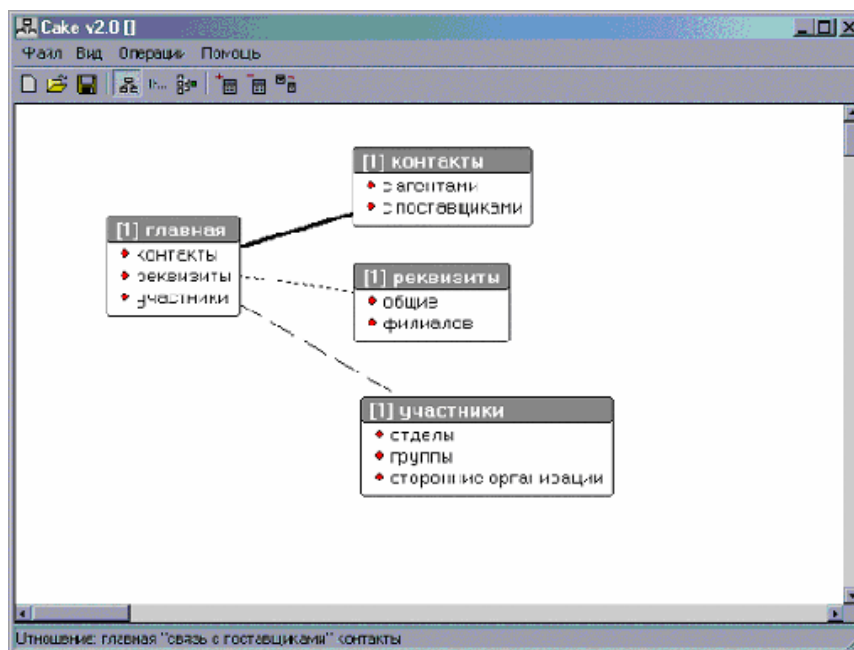 Cake v2.0 []
Файл Вид Операции Помощь
[1] контакты
с агентами
с поставщиками
[1] главная
контакты
реквизиты
участники
[1] реквизиты
общие
филиалов
[1] участники
отделы
группы
сторонние организации
Отношение: главная "связь с поставщиками" контакты